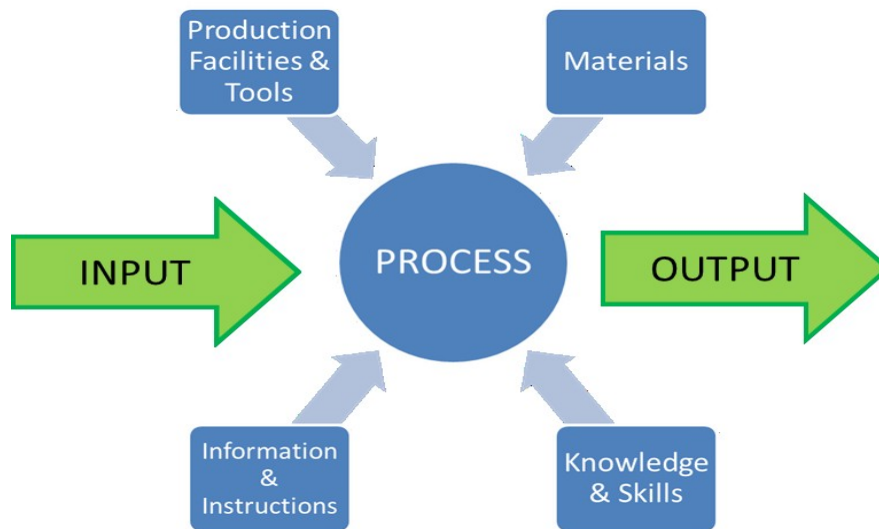 Production
Facilities &
Tools
Materials
INPUT
PROCESS
OUTPUT
Information
&
Instructions
Knowledge
& Skills